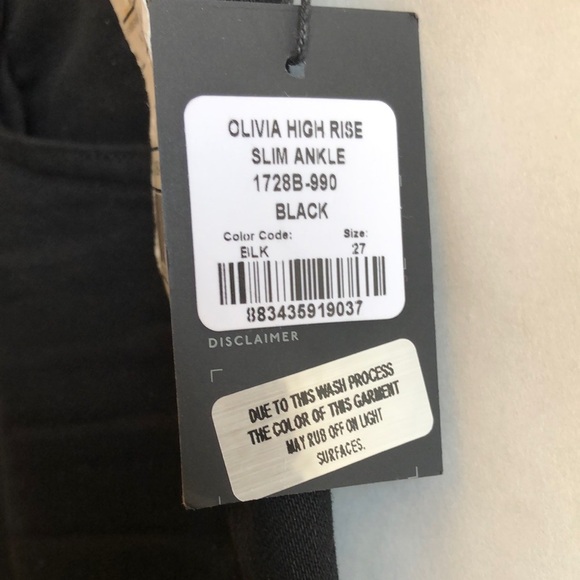 OLIVIA HIGH RISE
SLIM ANKLE
1728B-990
BLACK
Color Code: Size:
BLK 27
883435919037
DISCLAIMER
DUE TO THIS WASH PROCESS
THE COLOR OF THIS GARMENT
MAY RUB OFF ON LIGHT
SURFACES.